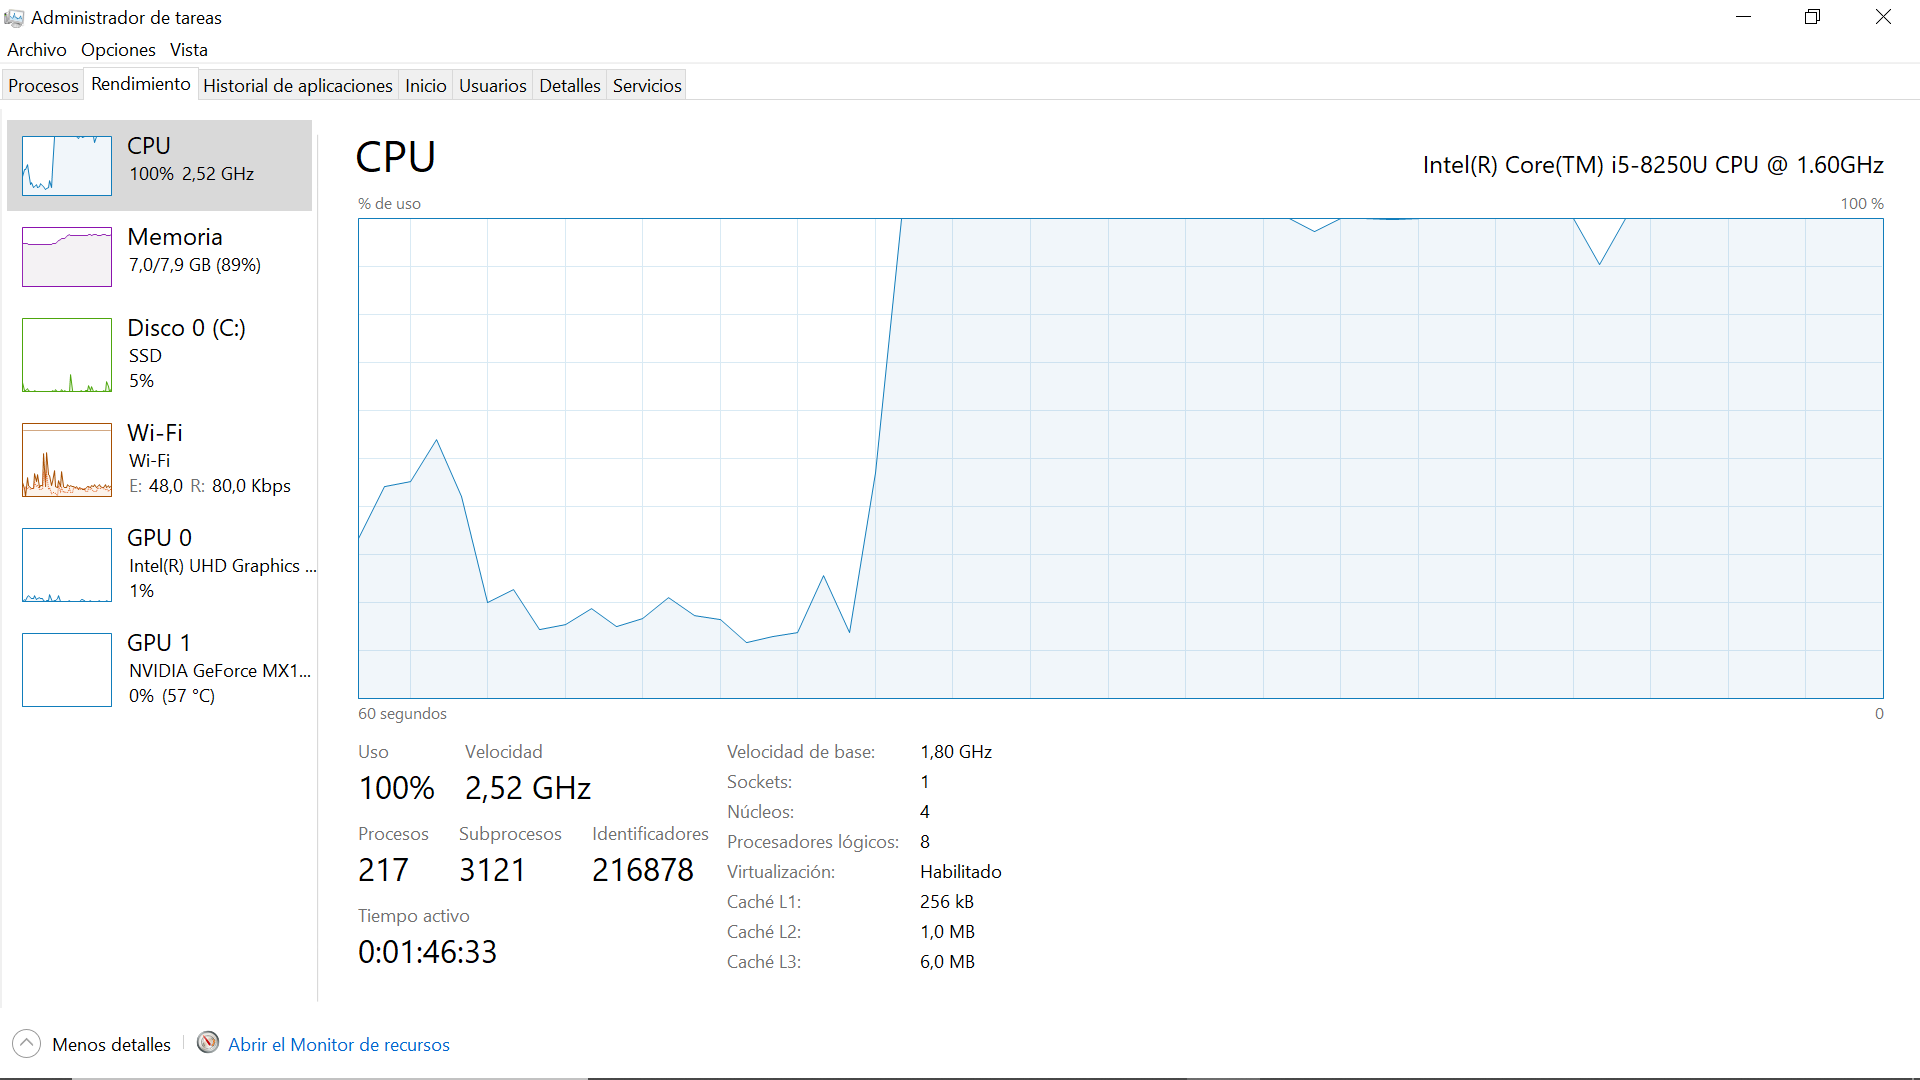 Administrador de tareas
Archivo Opciones Vista
Procesos Rendimiento Historial de aplicaciones Inicio Usuarios Detalles Servicios
CPU
100% 2,52 GHz
Memoria
7,0/7,9 GB (89%)
Disco 0 (C:)
SSD
5%
Wi-Fi
Wi-Fi
E: 48,0 R: 80,0 Kbps
GPU 0
Intel(R) UHD Graphics ...
1%
GPU 1
NVIDIA GeForce MX1...
0% (57 °C)
CPU
Intel(R) Core(TM) i5-8250U CPU @ 1.60GHz
% de uso 100 %
60 segundos 0
Uso Velocidad
100% 2,52 GHz
Procesos Subprocesos Identificadores
217 3121 216878
Tiempo activo
0:01:46:33
Velocidad de base: 1,80 GHz
Sockets: 1
Núcleos: 4
Procesadores lógicos: 8
Virtualización: Habilitado
Caché L1: 256 kB
Caché L2: 1,0 MB
Caché L3: 6,0 MB
Menos detalles Abrir el Monitor de recursos